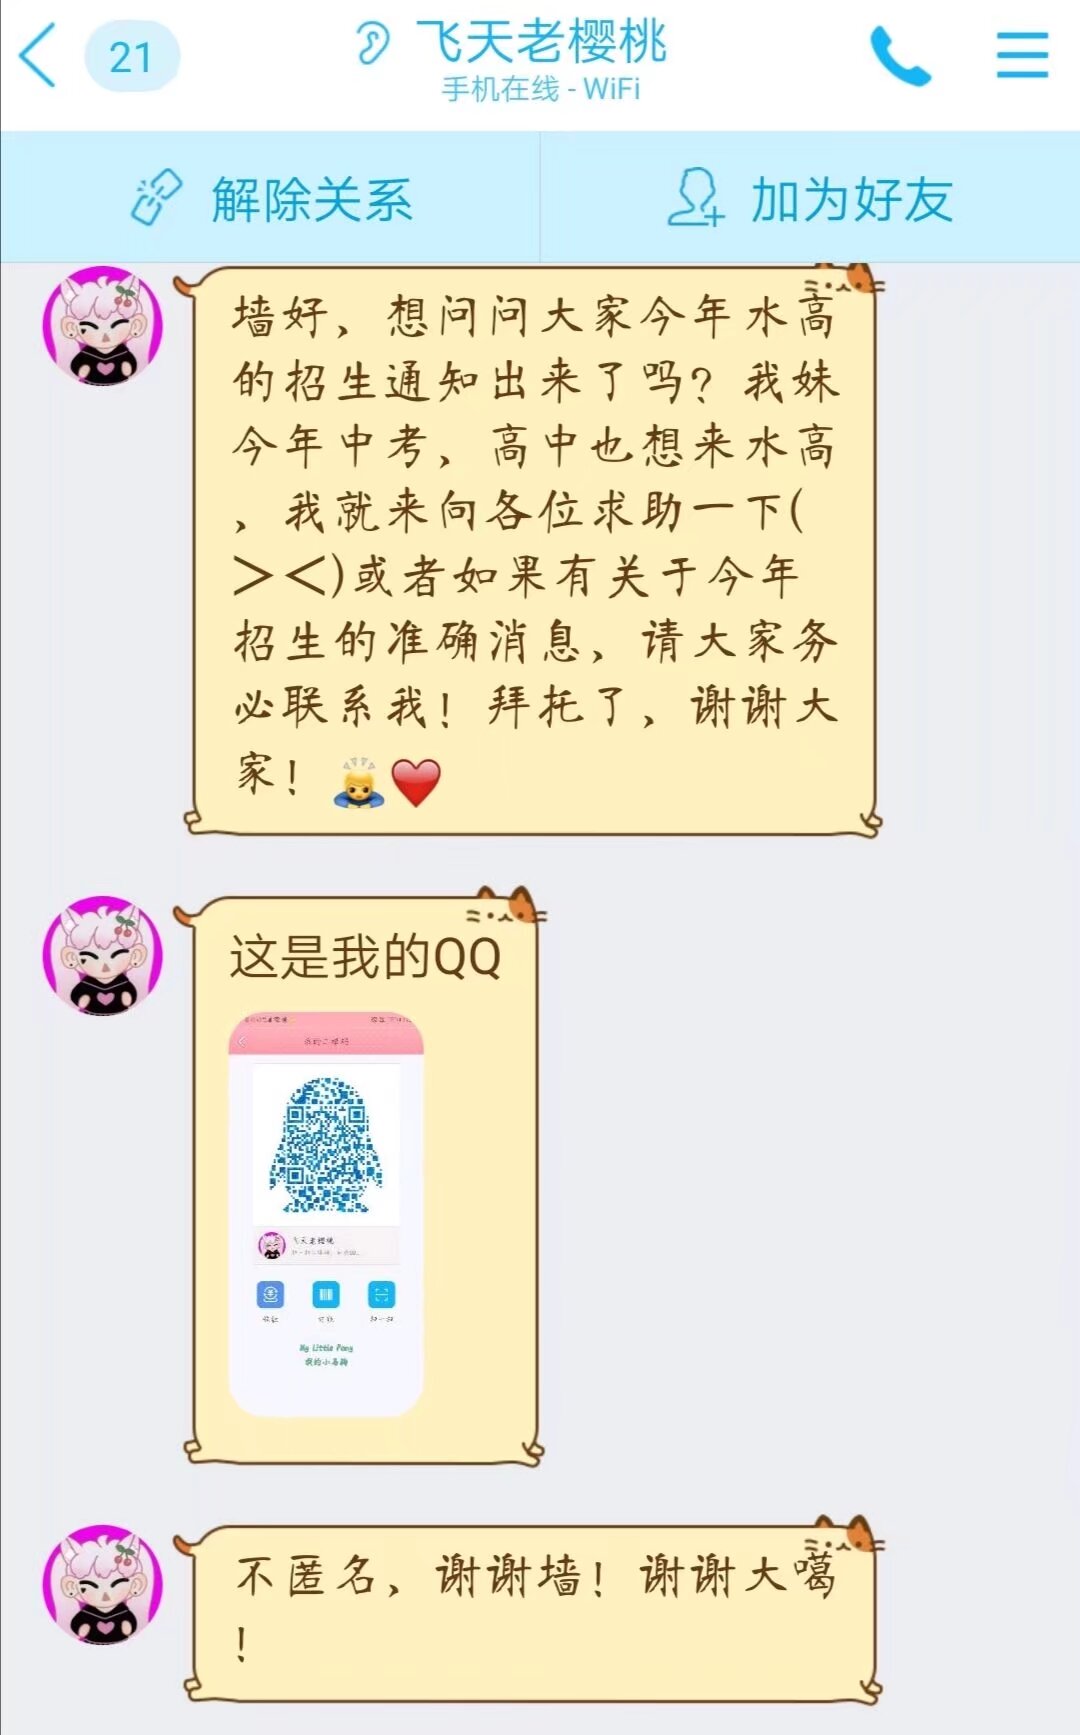 21
飞天老樱桃
手机在线 - WiFi
解除关系
加为好友
墙好，想问问大家今年水高
的招生通知出来了吗？我妹
今年中考，高中也想来水高
，我就来向各位求助一下(
＞＜)或者如果有关于今年
招生的准确消息，请大家务
必联系我！拜托了，谢谢大
家！🙇❤️
这是我的QQ
我的二维码
飞天老樱桃
扫一扫
My Little Pony
我的小马驹
不匿名，谢谢墙！谢谢大噶
！